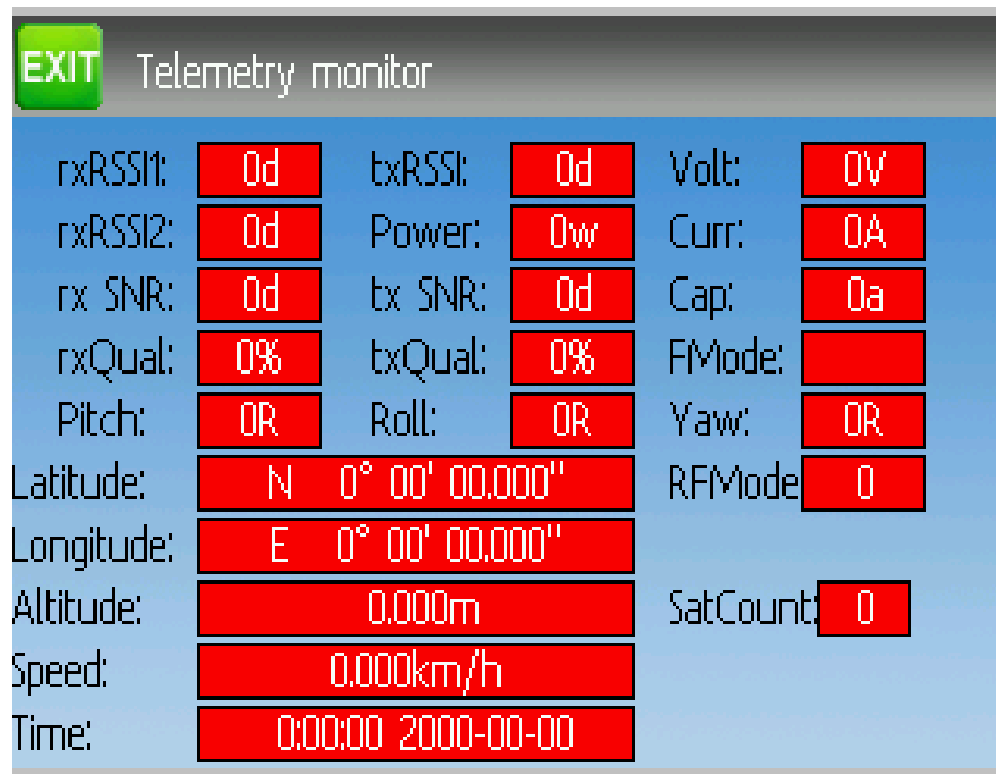 EXIT Telemetry monitor
rxRSSI1: 0d txRSSI: 0d Volt: 0V
rxRSSI2: 0d Power: 0w Curr: 0A
rx SNR: 0d tx SNR: 0d Cap: 0a
rxQual: 0% txQual: 0% FMode:
Pitch: 0R Roll: 0R Yaw: 0R
Latitude: N 0° 00' 00.000" RFMode 0
Longitude: E 0° 00' 00.000"
Altitude: 0.000m SatCount: 0
Speed: 0.000km/h
Time: 0:00:00 2000-00-00